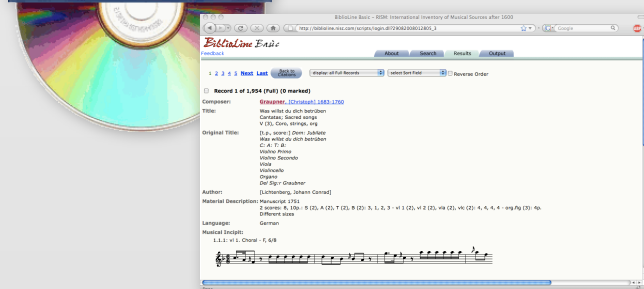 BiblioLine Basic – RISM: International Inventory of Musical Sources after 1600
Google
BiblioLine Basic
Feedback
About Search Results Output
1 2 3 4 5 Next Last Back to Citations display: all Full Records select Sort Field Reverse Order
Record 1 of 1,954 (Full) (0 marked)
Composer: Graupner, [Christoph] 1683-1760
Title: Was willst du dich betrüben
Cantatas; Sacred songs
V (3), Coro, strings, org
Original Title: [t.p., score:] Dom: Jubilate
Was willst du dich betrüben
C: A: T: B:
Violino Primo
Violino Secondo
Viola
Violincello
Organo
Del Sig:r Graubner
Author: [Lichtenberg, Johann Conrad]
Material Description: Manuscript 1751
2 scores: 8, 10p.: S (2), A (2), T (2), B (2): 3, 1, 2, 3 - vl 1 (2), vl 2 (2), vla (2), vlc (2): 4, 4, 4, 4 - org.fig (3): 4p.
Different sizes
Language: German
Musical Incipit:
1.1.1: vl 1. Choral - F, 6/8